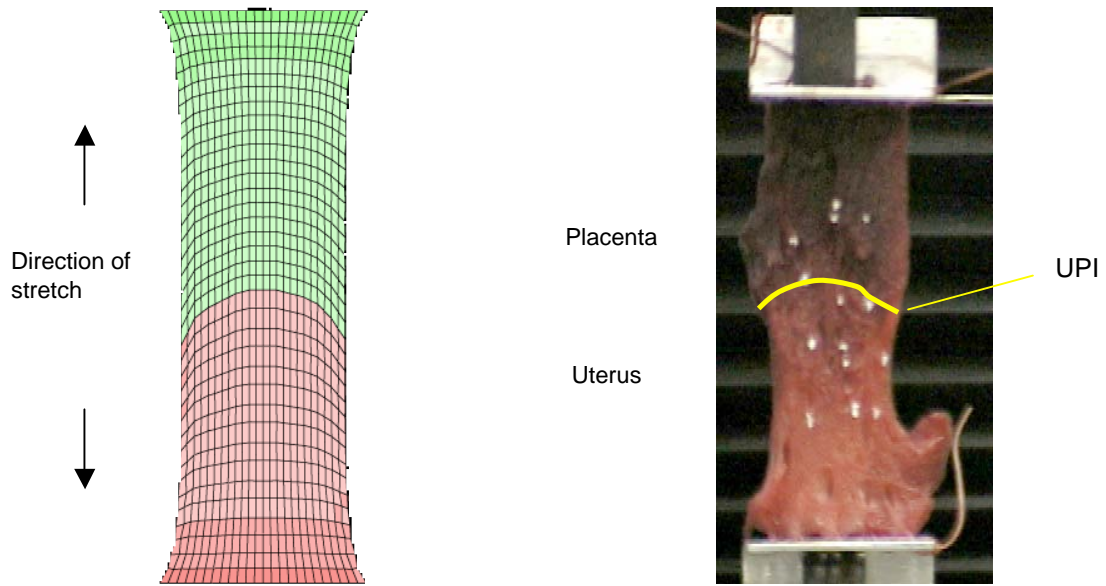 Direction of
stretch
Placenta
Uterus
UPI